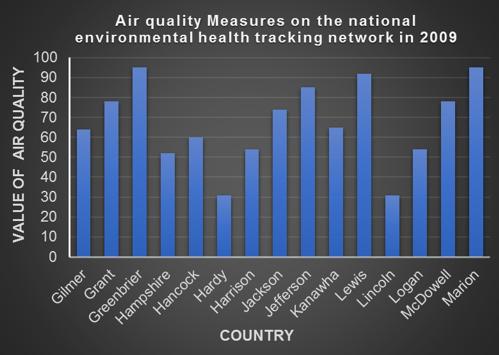 Air quality Measures on the national
environmental health tracking network in 2009
VALUE OF AIR QUALITY
100
90
80
70
60
50
40
30
20
10
0
Gilmer
Grant
Greenbrier
Hampshire
Hancock
Hardy
Harrison
Jackson
Jefferson
Kanawha
Lewis
Lincoln
Logan
McDowell
Marion
COUNTRY